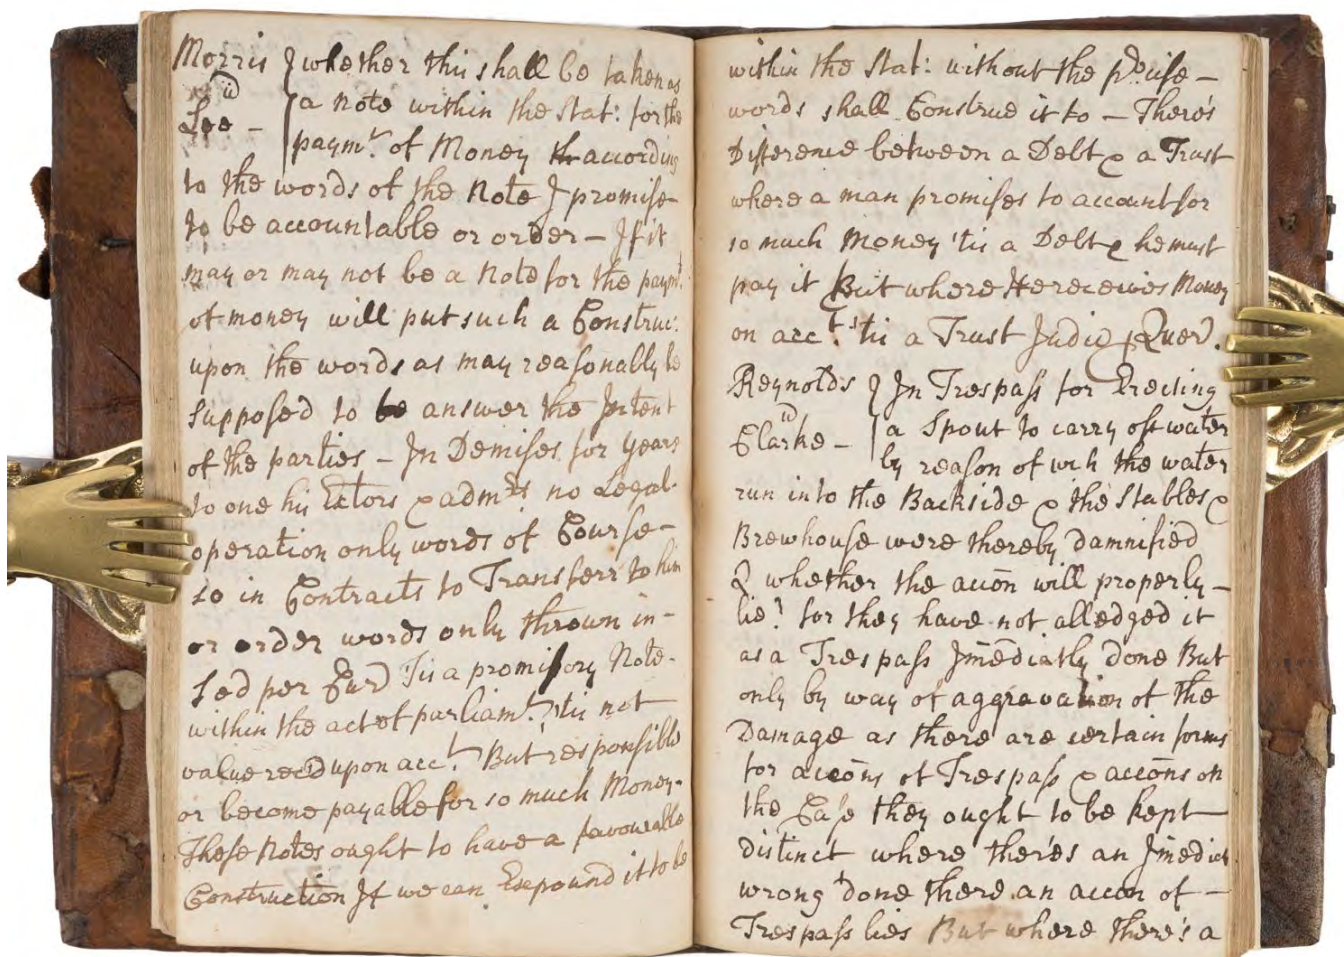 Morris } whether this shall be taken as
Lee – a note within the Stat: for the
paymt. of Money th according
to the words of the Note I promise
to be accountable or order – If it
may or may not be a Note for the paymt.
of money will put such a Construc:
upon the words as may reasonably be
Supposed to be answer the Intent
of the parties – In Demises for years
to one his Extors & admrs no Legal
operation only words of Course –
so in Contracts to Transferr to him
or order words only thrown in –
Sed per Cur Tis a promisory Note –
within the act of parliamt. 'tis not
value recd upon acct. But responsible
or become payable for so much Money –
These Notes ought to have a favourable
Construction If we can Expound it to be
within the Stat: without the pcise –
words shall Construe it so – There's
Difference between a Debt & a Trust
where a man promises to account for
so much Money 'tis a Debt & he must
pay it But where He receives Money
on acct. 'tis a Trust Judic p Quer.
Reynolds } In Trespass for Erecting
Clarke – a Spout to carry off water
by reason of wch the water
run into the Backside & the Stables &
Brewhouse were thereby damnified
Q whether the accōn will properly –
lie? for they have not alledged it
as a Trespass Jmēdiatly done But
only by way of aggravation of the
Damage as there are certain forms
for accōns of Trespass & accōns on
the Case they ought to be kept
distinct where there's an Jmediat
wrong done there an accon of –
Trespass lies But where there's a